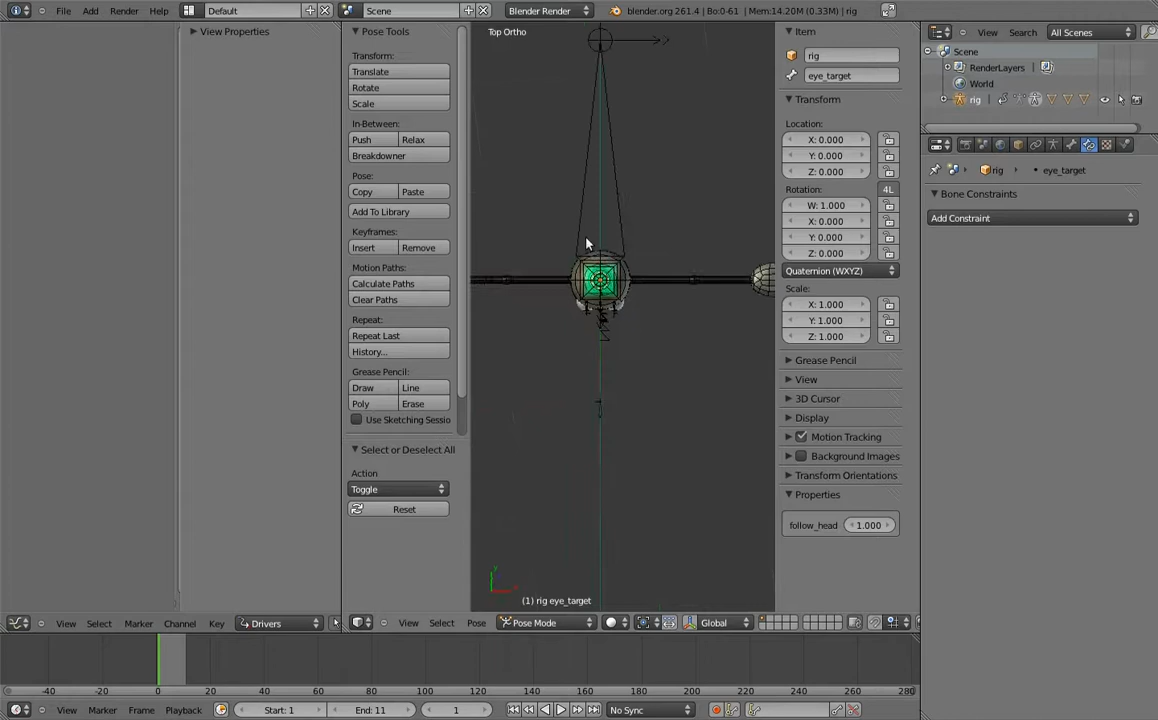 File Add Render Help Default Scene Blender Render blender.org 261.4 | Bo:0-61 | Mem:14.20M (0.33M) | rig
View Properties
Pose Tools
Transform:
Translate
Rotate
Scale
In-Between:
Push Relax
Breakdowner
Pose:
Copy Paste
Add To Library
Keyframes:
Insert Remove
Motion Paths:
Calculate Paths
Clear Paths
Repeat:
Repeat Last
History...
Grease Pencil:
Draw Line
Poly Erase
Use Sketching Sessio
Select or Deselect All
Action
Toggle
Reset
Top Ortho
(1) rig eye_target
Item
rig
eye_target
Transform
Location:
X: 0.000
Y: 0.000
Z: 0.000
Rotation:
4L
W: 1.000
X: 0.000
Y: 0.000
Z: 0.000
Quaternion (WXYZ)
Scale:
X: 1.000
Y: 1.000
Z: 1.000
Grease Pencil
View
3D Cursor
Display
Motion Tracking
Background Images
Transform Orientations
Properties
follow_head 1.000
View Search All Scenes
Scene
RenderLayers
World
rig
rig eye_target
Bone Constraints
Add Constraint
View Select Marker Channel Key Drivers
View Select Pose Pose Mode Global
-40 -20 0 20 40 60 80 100 120 140 160 180 200 220 240 260 280
View Marker Frame Playback Start: 1 End: 11 1 No Sync